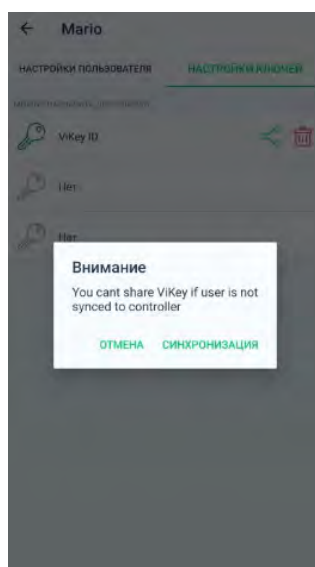 Mario
НАСТРОЙКИ ПОЛЬЗОВАТЕЛЯ НАСТРОЙКИ КЛЮЧЕЙ
ViKey ID
Нет
Нет
Внимание
You cant share ViKey if user is not
synced to controller
ОТМЕНА СИНХРОНИЗАЦИЯ